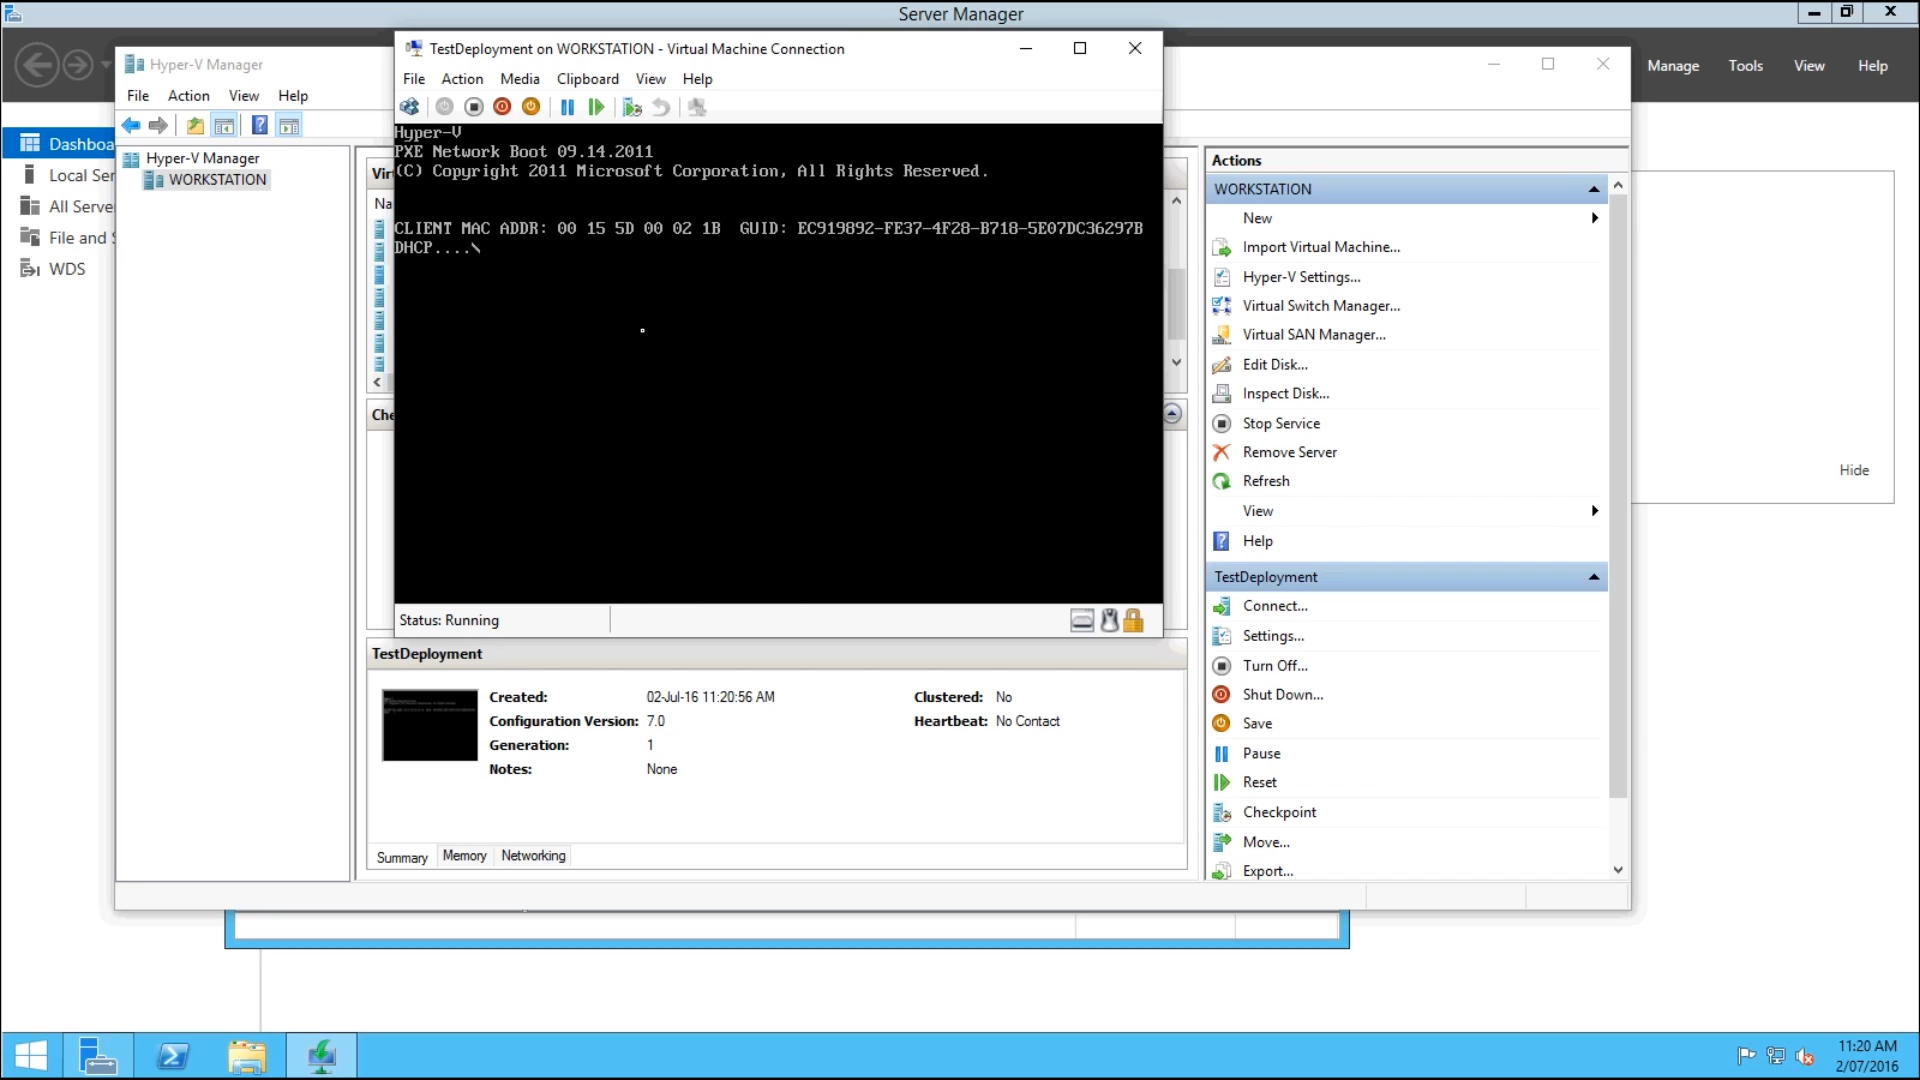 Server Manager
Manage
Tools
View
Help
Dashboa
Local Ser
All Serve
File and S
WDS
Hide
Hyper-V Manager
File
Action
View
Help
Hyper-V Manager
WORKSTATION
Virt
Na
Che
TestDeployment on WORKSTATION - Virtual Machine Connection
File
Action
Media
Clipboard
View
Help
Hyper-V
PXE Network Boot 09.14.2011
(C) Copyright 2011 Microsoft Corporation, All Rights Reserved.
CLIENT MAC ADDR: 00 15 5D 00 02 1B  GUID: EC919892-FE37-4F28-B718-5E07DC36297B
DHCP....\
Status: Running
TestDeployment
Created: 02-Jul-16 11:20:56 AM
Clustered: No
Configuration Version: 7.0
Heartbeat: No Contact
Generation: 1
Notes: None
Summary
Memory
Networking
Actions
WORKSTATION
New
Import Virtual Machine...
Hyper-V Settings...
Virtual Switch Manager...
Virtual SAN Manager...
Edit Disk...
Inspect Disk...
Stop Service
Remove Server
Refresh
View
Help
TestDeployment
Connect...
Settings...
Turn Off...
Shut Down...
Save
Pause
Reset
Checkpoint
Move...
Export...
11:20 AM
2/07/2016